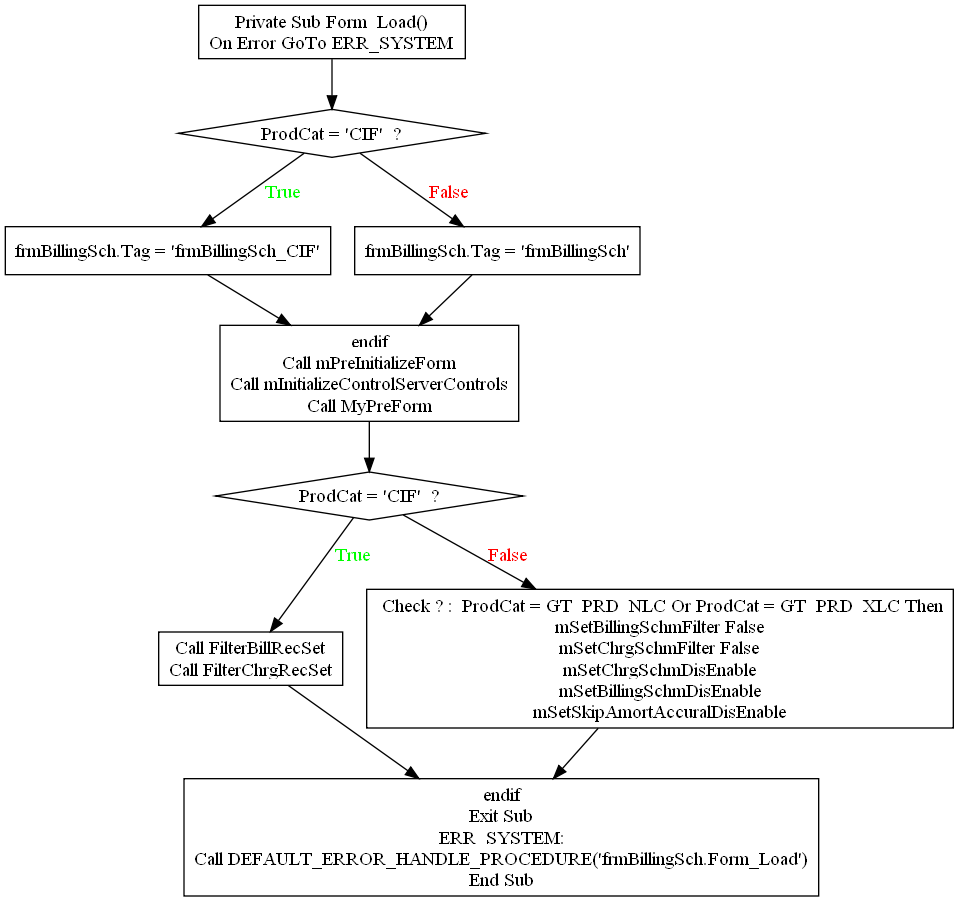 Private Sub Form_Load()
On Error GoTo ERR_SYSTEM
ProdCat = 'CIF' ?
True
False
frmBillingSch.Tag = 'frmBillingSch_CIF'
frmBillingSch.Tag = 'frmBillingSch'
endif
Call mPreInitializeForm
Call mInitializeControlServerControls
Call MyPreForm
ProdCat = 'CIF' ?
True
False
Check ? : ProdCat = GT_PRD_NLC Or ProdCat = GT_PRD_XLC Then
mSetBillingSchmFilter False
mSetChrgSchmFilter False
mSetChrgSchmDisEnable
mSetBillingSchmDisEnable
mSetSkipAmortAccuralDisEnable
Call FilterBillRecSet
Call FilterChrgRecSet
endif
Exit Sub
ERR_SYSTEM:
Call DEFAULT_ERROR_HANDLE_PROCEDURE('frmBillingSch.Form_Load')
End Sub